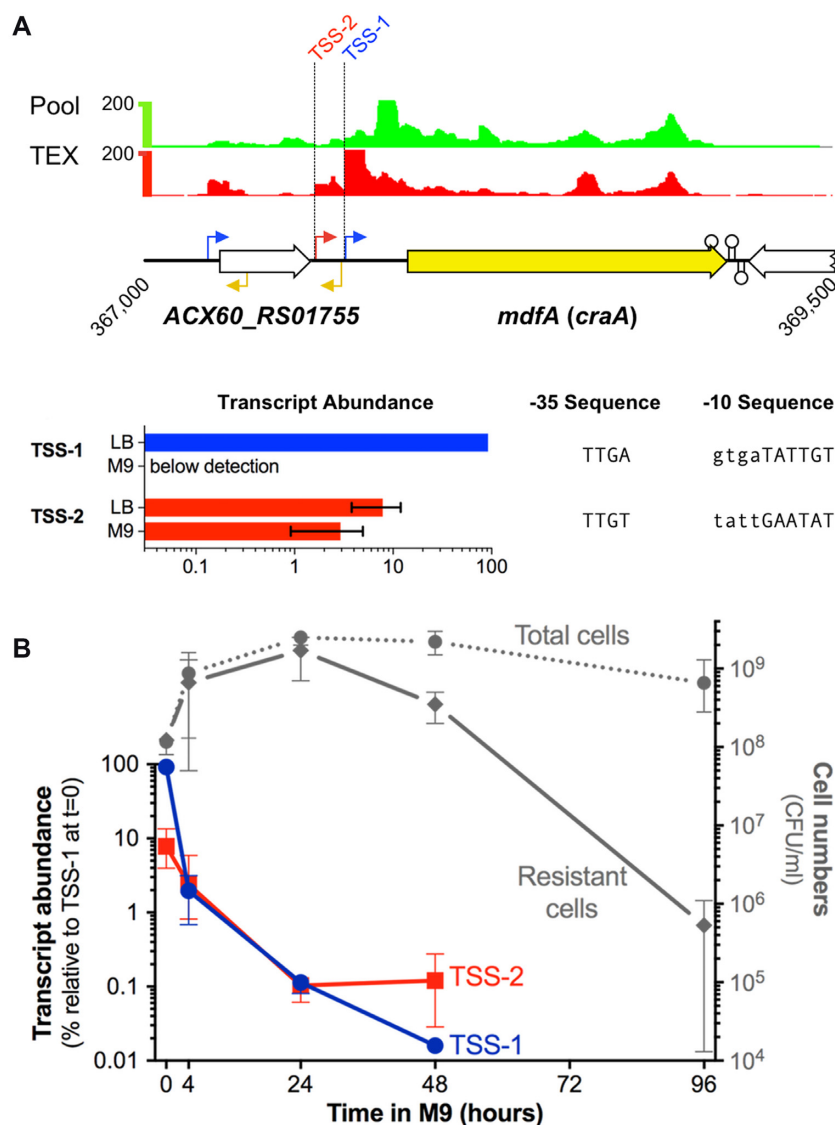 A
TSS-2
TSS-1
Pool
200
TEX
200
367,000
ACX60_RS01755
mdfA (craA)
369,500
Transcript Abundance
-35 Sequence
-10 Sequence
TSS-1
LB
M9
below detection
TTGA
gtgaTATTGT
TSS-2
LB
M9
TTGT
tattGAATAT
0.1
1
10
100
B
Total cells
Resistant
cells
TSS-2
TSS-1
Transcript abundance
(% relative to TSS-1 at t=0)
100
10
1
0.1
0.01
10⁹
10⁸
10⁷
10⁶
10⁵
10⁴
Cell numbers
(CFU/ml)
0
4
24
48
72
96
Time in M9 (hours)